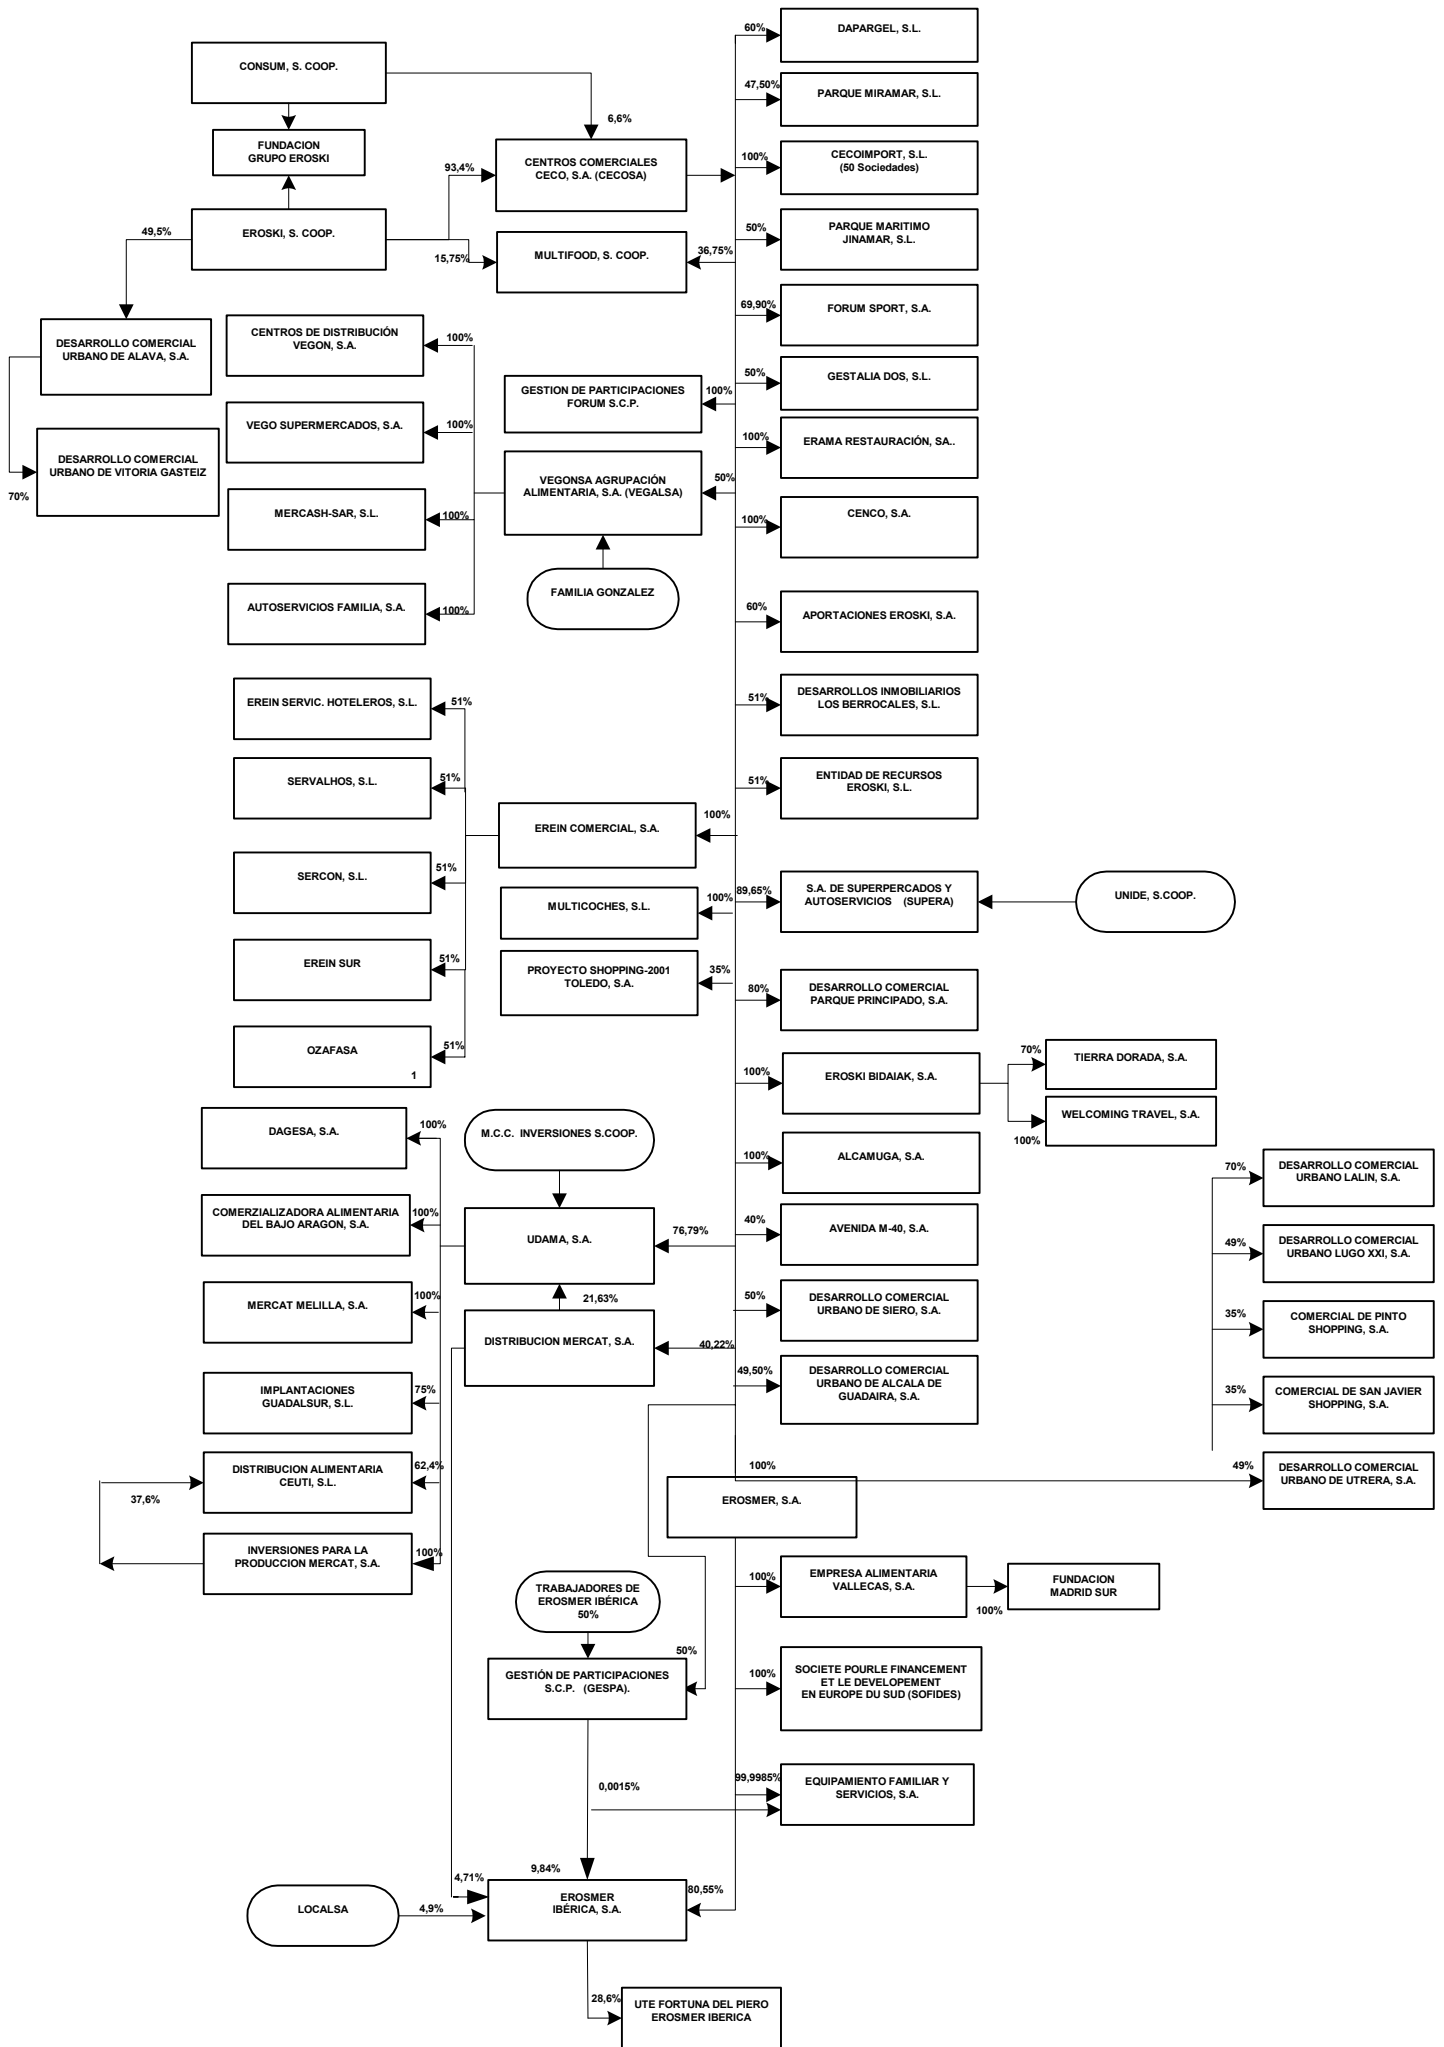 60%
DAPARGEL, S.L.
CONSUM, S. COOP.
47,50%
PARQUE MIRAMAR, S.L.
6,6%
FUNDACION
GRUPO EROSKI
93,4%
CENTROS COMERCIALES
CECO, S.A. (CECOSA)
100%
CECOIMPORT, S.L.
(50 Sociedades)
49,5%
EROSKI, S. COOP.
15,75%
MULTIFOOD, S. COOP.
36,75%
50%
PARQUE MARITIMO
JINAMAR, S.L.
69,90%
FORUM SPORT, S.A.
DESARROLLO COMERCIAL
URBANO DE ALAVA, S.A.
CENTROS DE DISTRIBUCIÓN
VEGON, S.A.
100%
50%
GESTALIA DOS, S.L.
GESTION DE PARTICIPACIONES
FORUM S.C.P.
100%
VEGO SUPERMERCADOS, S.A.
100%
100%
ERAMA RESTAURACIÓN, SA..
DESARROLLO COMERCIAL
URBANO DE VITORIA GASTEIZ
70%
VEGONSA AGRUPACIÓN
ALIMENTARIA, S.A. (VEGALSA)
50%
MERCASH-SAR, S.L.
100%
100%
CENCO, S.A.
FAMILIA GONZALEZ
AUTOSERVICIOS FAMILIA, S.A.
100%
60%
APORTACIONES EROSKI, S.A.
EREIN SERVIC. HOTELEROS, S.L.
51%
51%
DESARROLLOS INMOBILIARIOS
LOS BERROCALES, S.L.
SERVALHOS, S.L.
51%
51%
ENTIDAD DE RECURSOS
EROSKI, S.L.
EREIN COMERCIAL, S.A.
100%
SERCON, S.L.
51%
MULTICOCHES, S.L.
100%
89,65%
S.A. DE SUPERPERCADOS Y
AUTOSERVICIOS (SUPERA)
UNIDE, S.COOP.
EREIN SUR
51%
PROYECTO SHOPPING-2001
TOLEDO, S.A.
35%
80%
DESARROLLO COMERCIAL
PARQUE PRINCIPADO, S.A.
OZAFASA
1
51%
100%
EROSKI BIDAIAK, S.A.
70%
TIERRA DORADA, S.A.
WELCOMING TRAVEL, S.A.
100%
DAGESA, S.A.
100%
M.C.C. INVERSIONES S.COOP.
100%
ALCAMUGA, S.A.
70%
DESARROLLO COMERCIAL
URBANO LALIN, S.A.
COMERZIALIZADORA ALIMENTARIA
DEL BAJO ARAGON, S.A.
100%
UDAMA, S.A.
76,79%
40%
AVENIDA M-40, S.A.
49%
DESARROLLO COMERCIAL
URBANO LUGO XXI, S.A.
MERCAT MELILLA, S.A.
100%
21,63%
50%
DESARROLLO COMERCIAL
URBANO DE SIERO, S.A.
35%
COMERCIAL DE PINTO
SHOPPING, S.A.
DISTRIBUCION MERCAT, S.A.
40,22%
49,50%
DESARROLLO COMERCIAL
URBANO DE ALCALA DE
GUADAIRA, S.A.
IMPLANTACIONES
GUADALSUR, S.L.
75%
35%
COMERCIAL DE SAN JAVIER
SHOPPING, S.A.
DISTRIBUCION ALIMENTARIA
CEUTI, S.L.
62,4%
37,6%
100%
EROSMER, S.A.
49%
DESARROLLO COMERCIAL
URBANO DE UTRERA, S.A.
INVERSIONES PARA LA
PRODUCCION MERCAT, S.A.
100%
TRABAJADORES DE
EROSMER IBÉRICA
50%
100%
EMPRESA ALIMENTARIA
VALLECAS, S.A.
100%
FUNDACION
MADRID SUR
50%
GESTIÓN DE PARTICIPACIONES
S.C.P. (GESPA).
100%
SOCIETE POURLE FINANCEMENT
ET LE DEVELOPEMENT
EN EUROPE DU SUD (SOFIDES)
0,0015%
99,9985%
EQUIPAMIENTO FAMILIAR Y
SERVICIOS, S.A.
9,84%
4,71%
EROSMER
IBÉRICA, S.A.
80,55%
LOCALSA
4,9%
28,6%
UTE FORTUNA DEL PIERO
EROSMER IBERICA